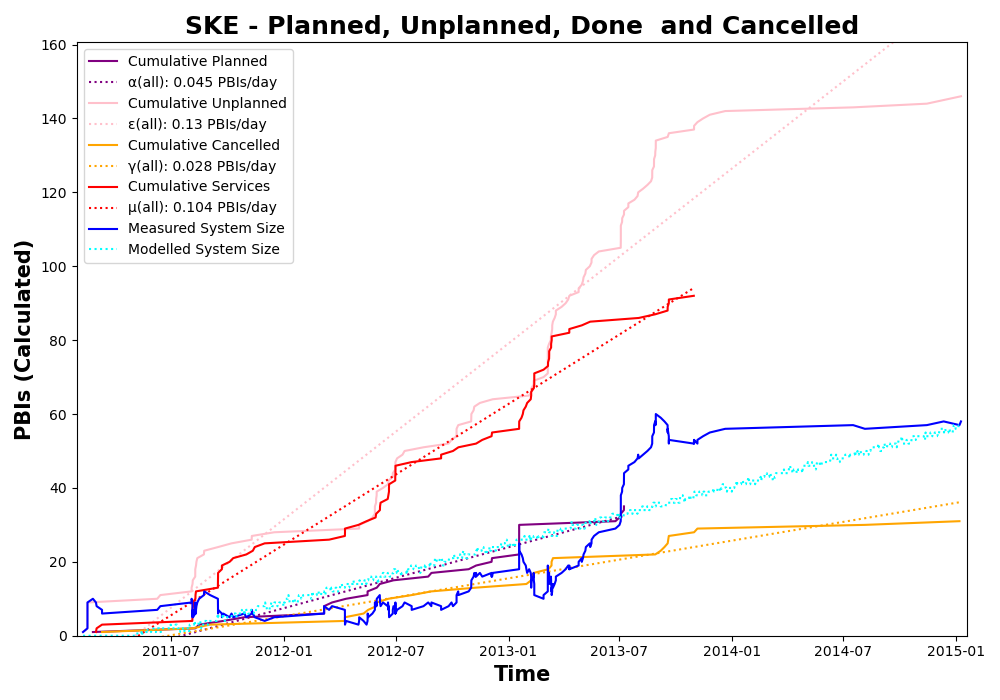 SKE - Planned, Unplanned, Done  and Cancelled
Cumulative Planned
α(all): 0.045 PBIs/day
Cumulative Unplanned
ε(all): 0.13 PBIs/day
Cumulative Cancelled
γ(all): 0.028 PBIs/day
Cumulative Services
μ(all): 0.104 PBIs/day
Measured System Size
Modelled System Size
PBIs (Calculated)
160
140
120
100
80
60
40
20
0
2011-07
2012-01
2012-07
2013-01
2013-07
2014-01
2014-07
2015-01
Time